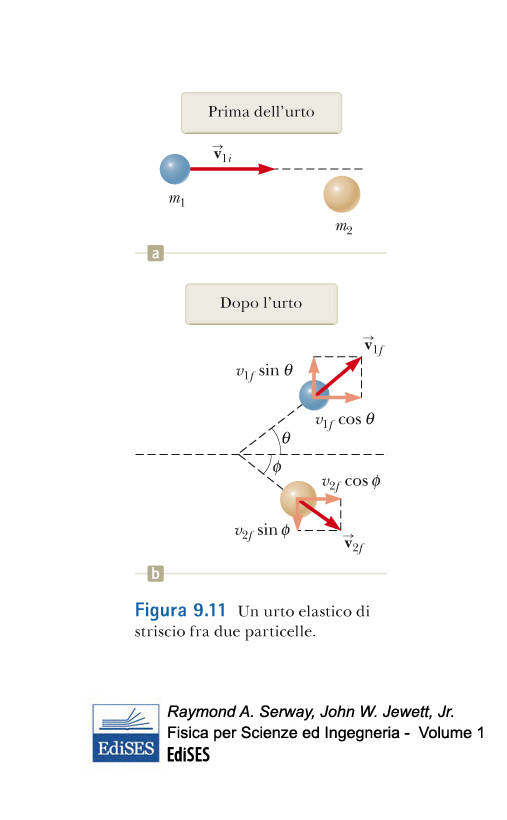 Prima dell'urto
v⃗1i
m1
m2
a
Dopo l'urto
v⃗1f
v1f sin θ
v1f cos θ
θ
ϕ
v2f cos ϕ
v2f sin ϕ
v⃗2f
b
Figura 9.11 Un urto elastico di
striscio fra due particelle.
Raymond A. Serway, John W. Jewett, Jr.
Fisica per Scienze ed Ingegneria - Volume 1
EdiSES
EdiSES